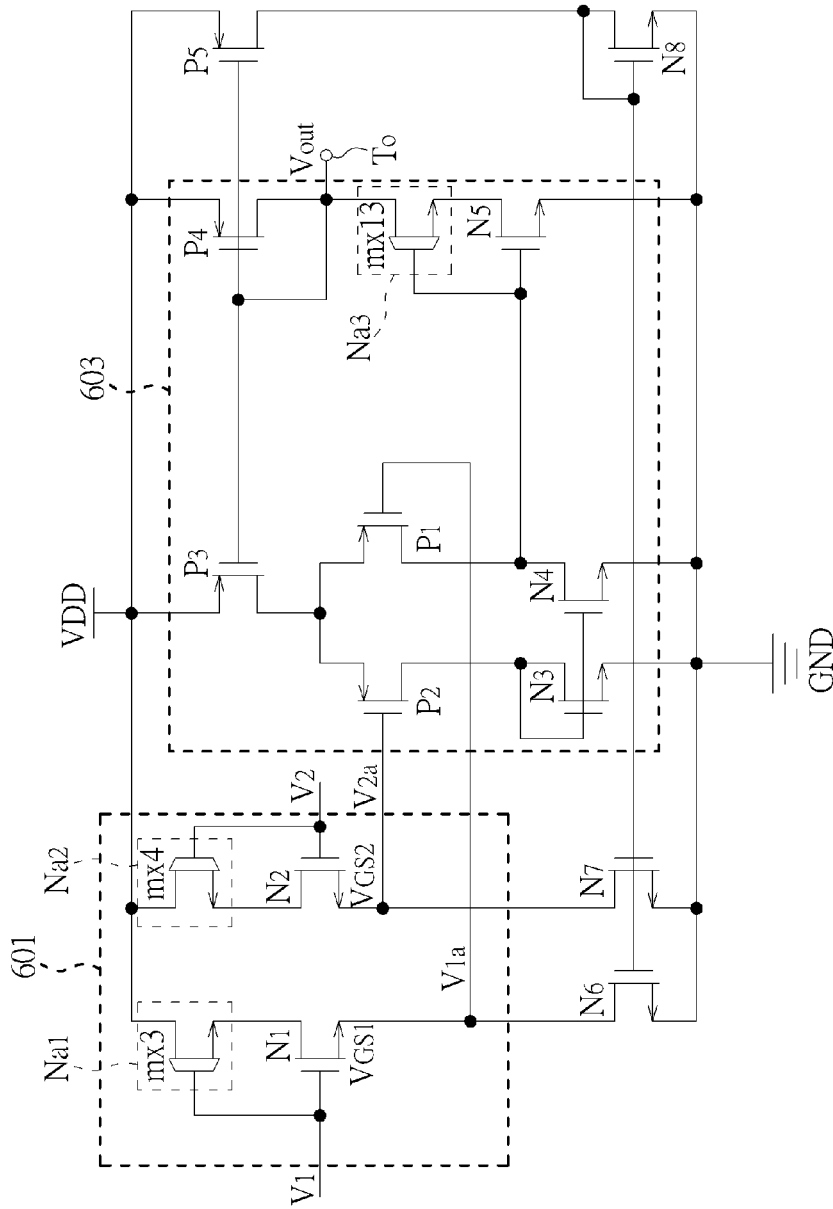 601
Na1
mx3
Na2
mx4
N1
VGS1
V1
N2
VGS2
V2
V2a
V1a
N6
N7
VDD
603
P3
P4
P5
Vout
To
mx13
Na3
N5
P2
P1
N3
N4
N8
GND